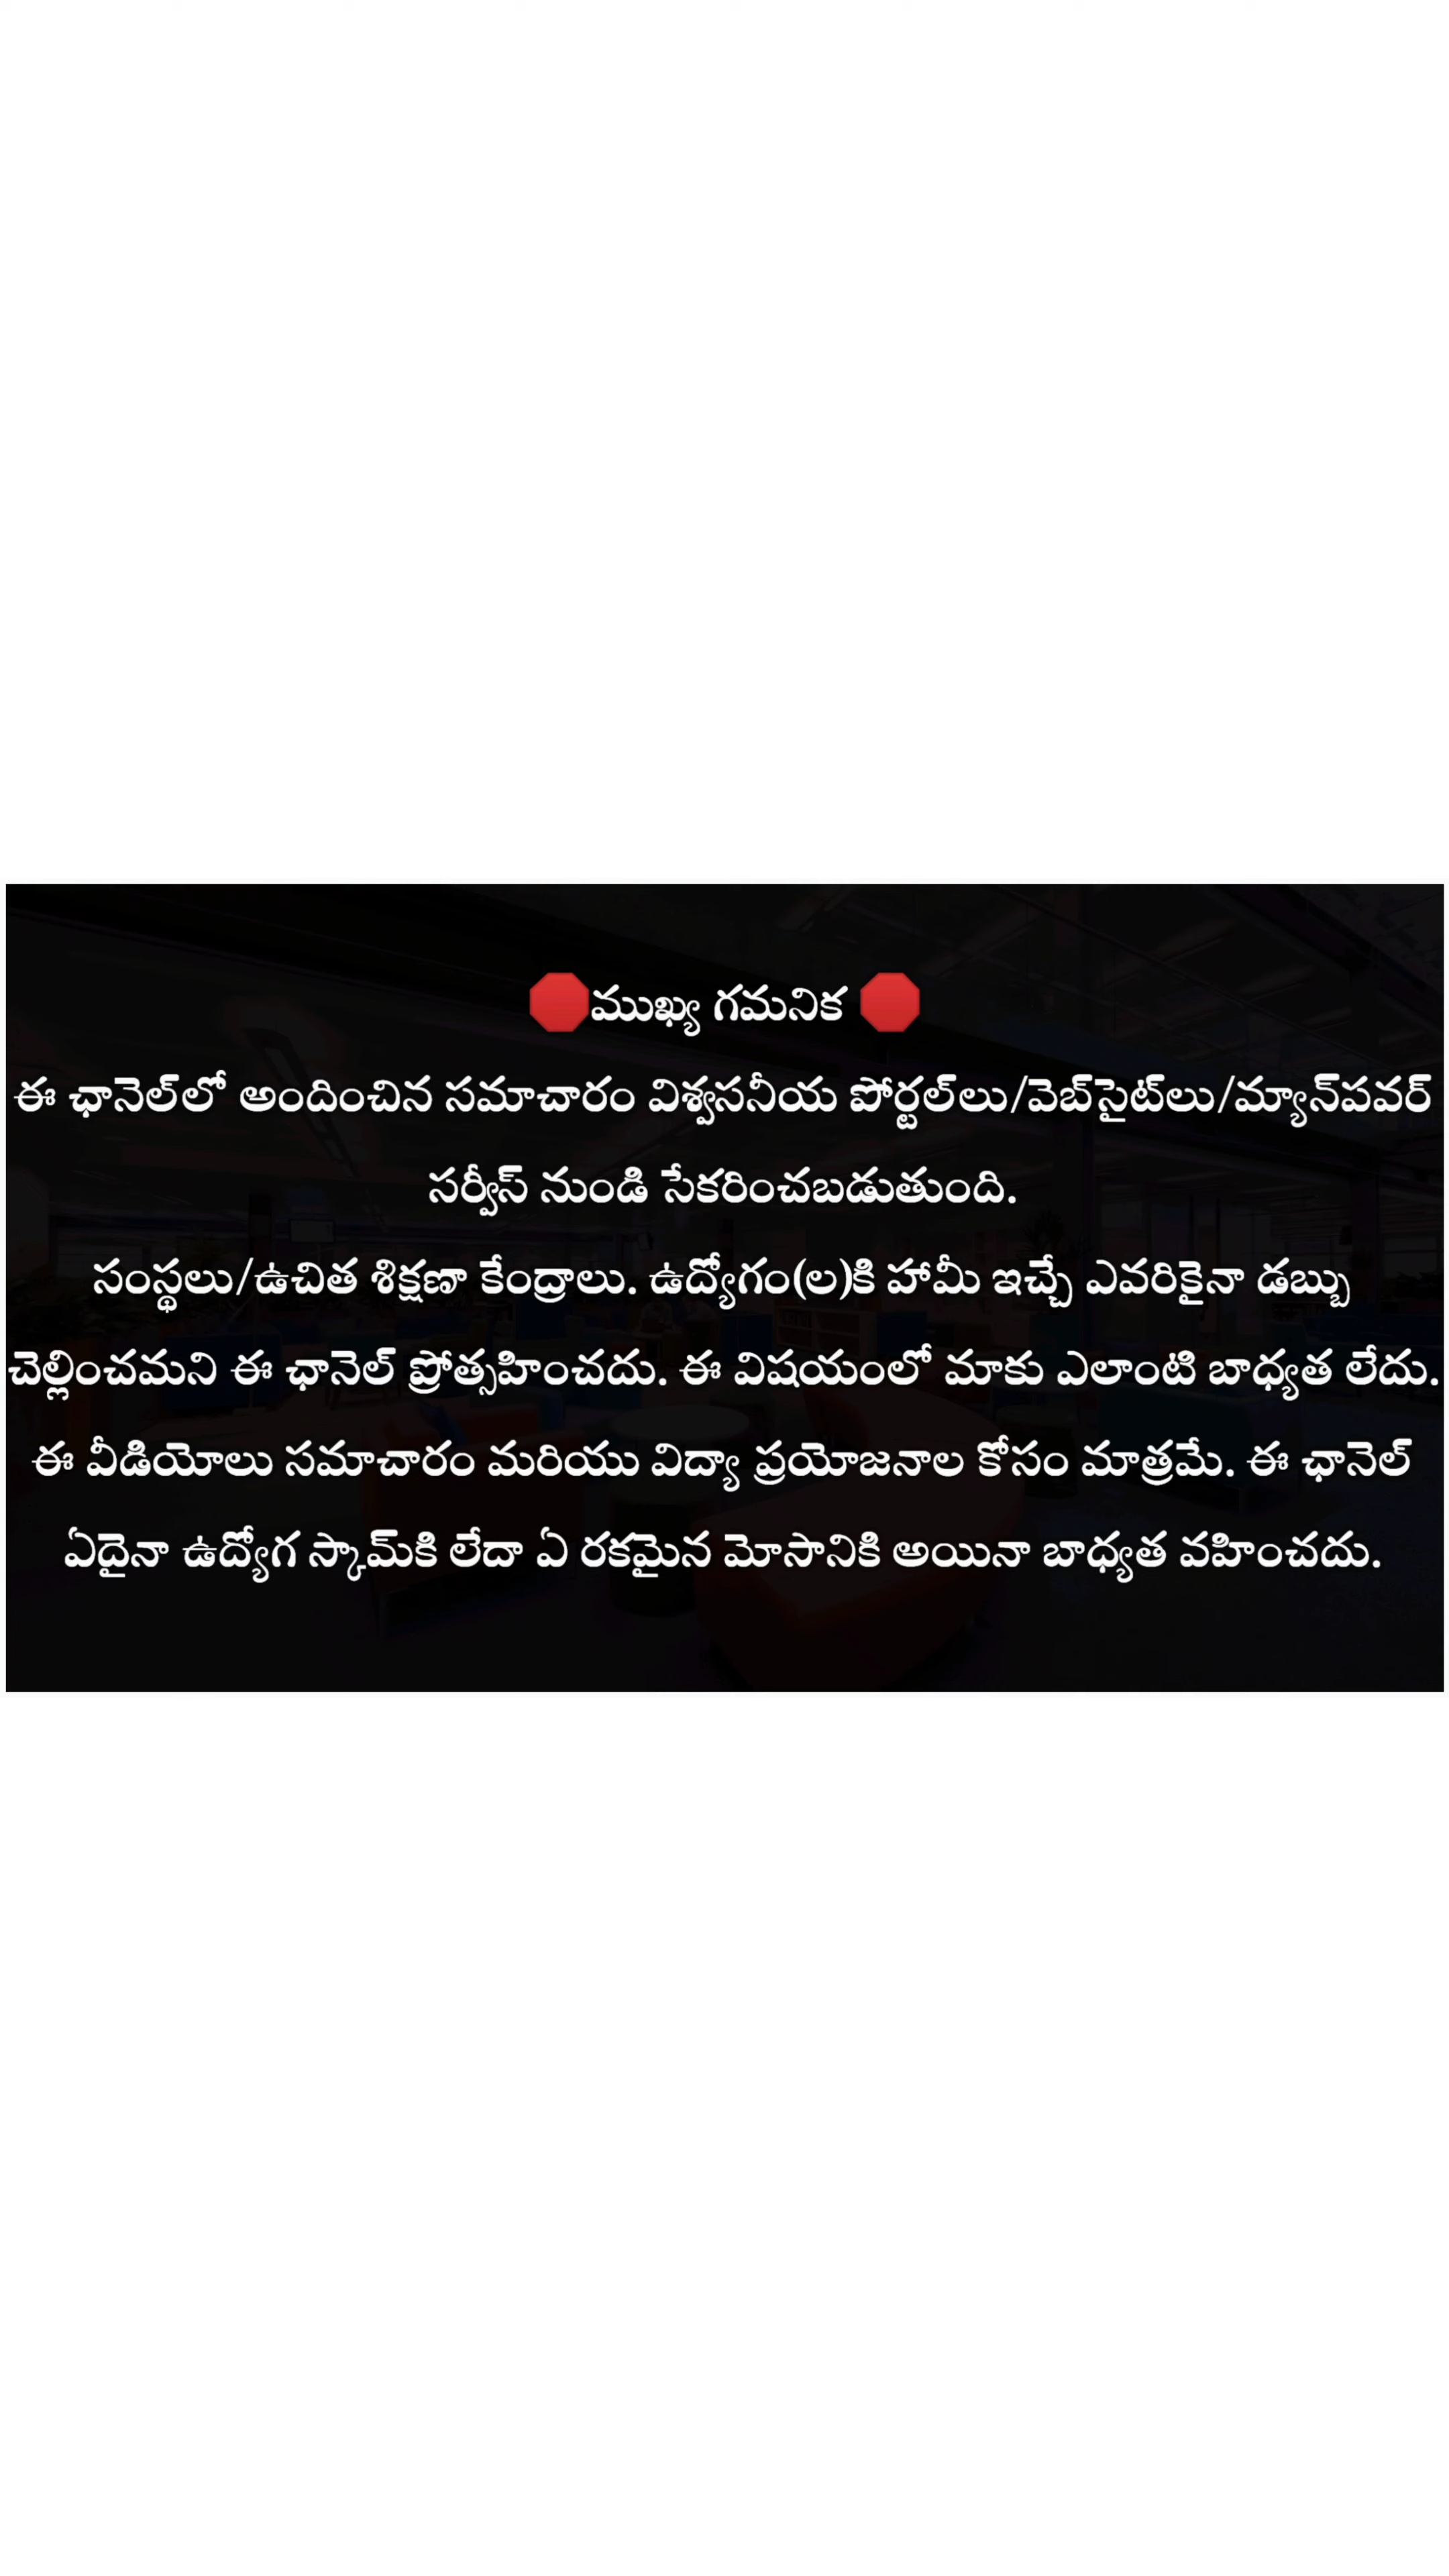 🛑ముఖ్య గమనిక 🛑
ఈ ఛానెల్‌లో అందించిన సమాచారం విశ్వసనీయ పోర్టల్‌లు/వెబ్‌సైట్‌లు/మ్యాన్‌పవర్
సర్వీస్ నుండి సేకరించబడుతుంది.
సంస్థలు/ఉచిత శిక్షణా కేంద్రాలు. ఉద్యోగం(ల)కి హామీ ఇచ్చే ఎవరికైనా డబ్బు
చెల్లించమని ఈ ఛానెల్ ప్రోత్సహించదు. ఈ విషయంలో మాకు ఎలాంటి బాధ్యత లేదు.
ఈ వీడియోలు సమాచారం మరియు విద్యా ప్రయోజనాల కోసం మాత్రమే. ఈ ఛానెల్
ఏదైనా ఉద్యోగ స్కామ్‌కి లేదా ఏ రకమైన మోసానికి అయినా బాధ్యత వహించదు.